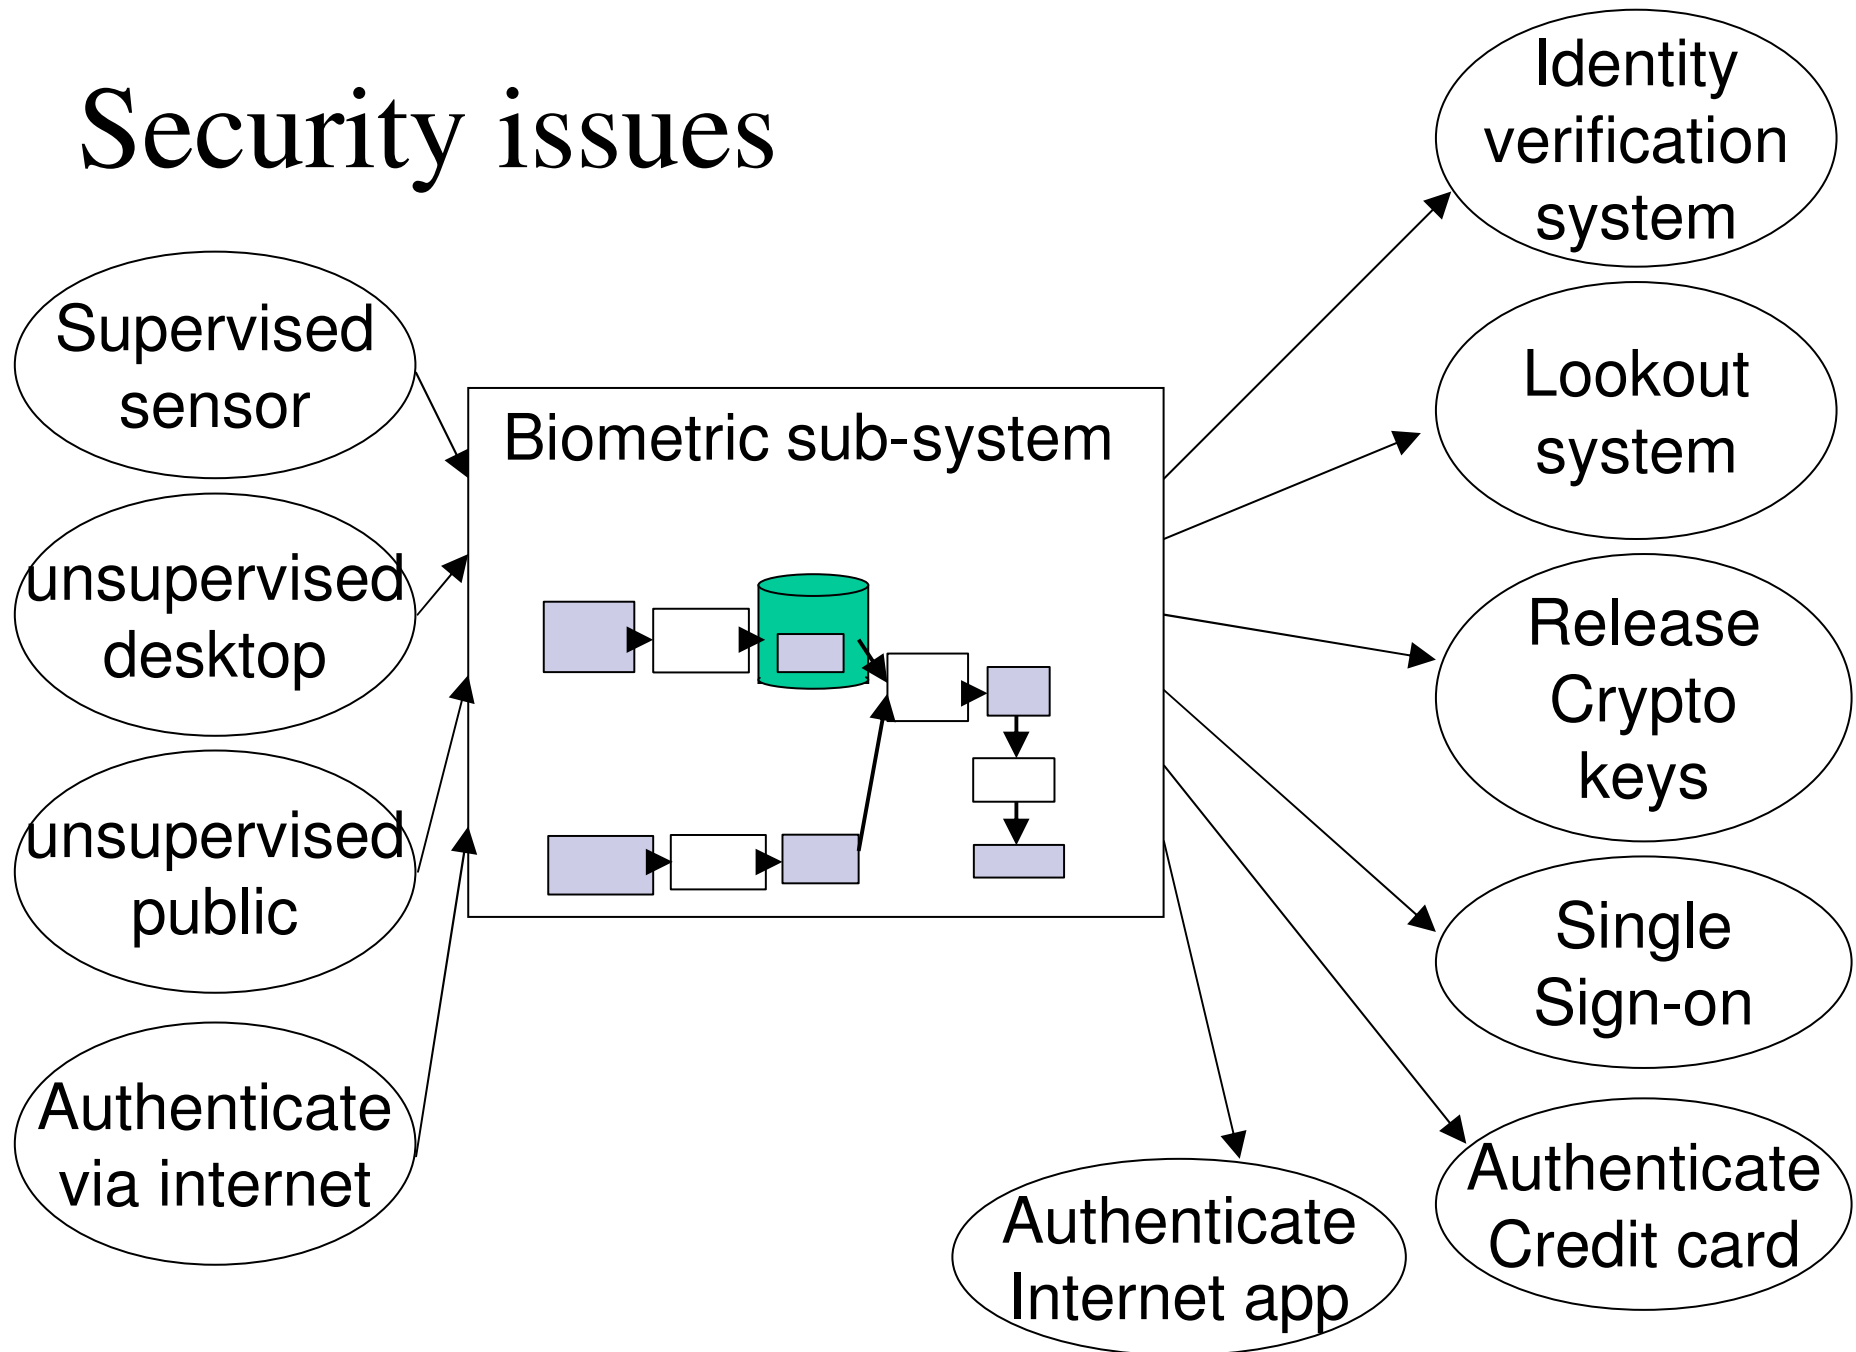 Security issues
Supervised
sensor
unsupervised
desktop
unsupervised
public
Authenticate
via internet
Biometric sub-system
Identity
verification
system
Lookout
system
Release
Crypto
keys
Single
Sign-on
Authenticate
Credit card
Authenticate
Internet app